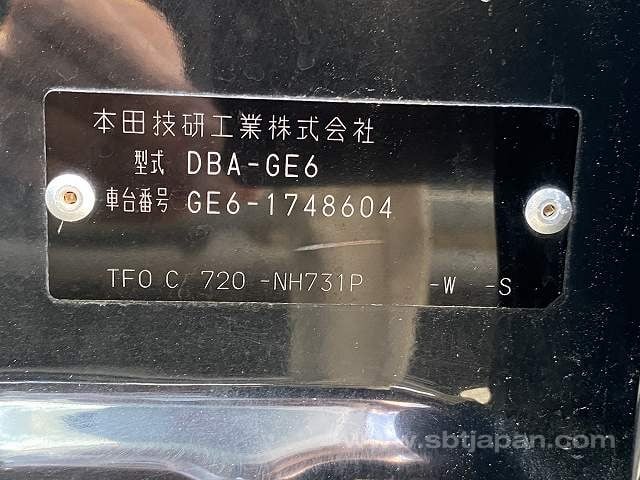 本田技研工業株式会社
型式 DBA-GE6
車台番号 GE6-1748604
TF0 C 720 -NH731P -W -S
www.sbtjapan.com